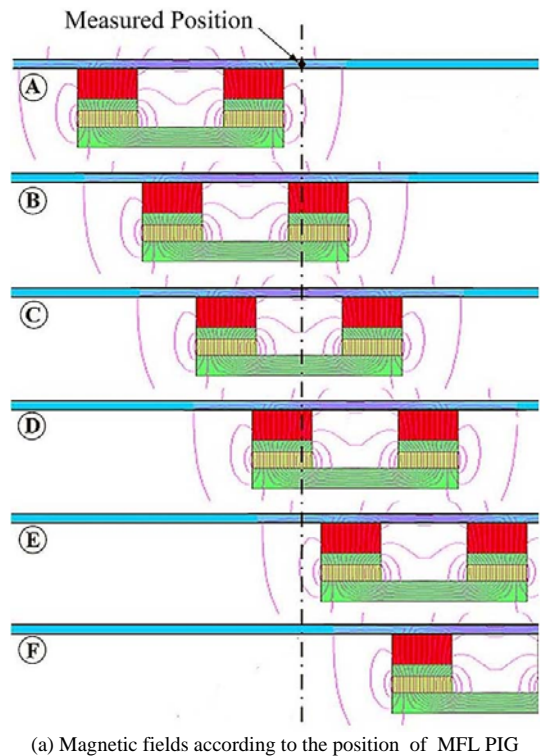 Measured Position
A
B
C
D
E
F
(a) Magnetic fields according to the position of MFL PIG